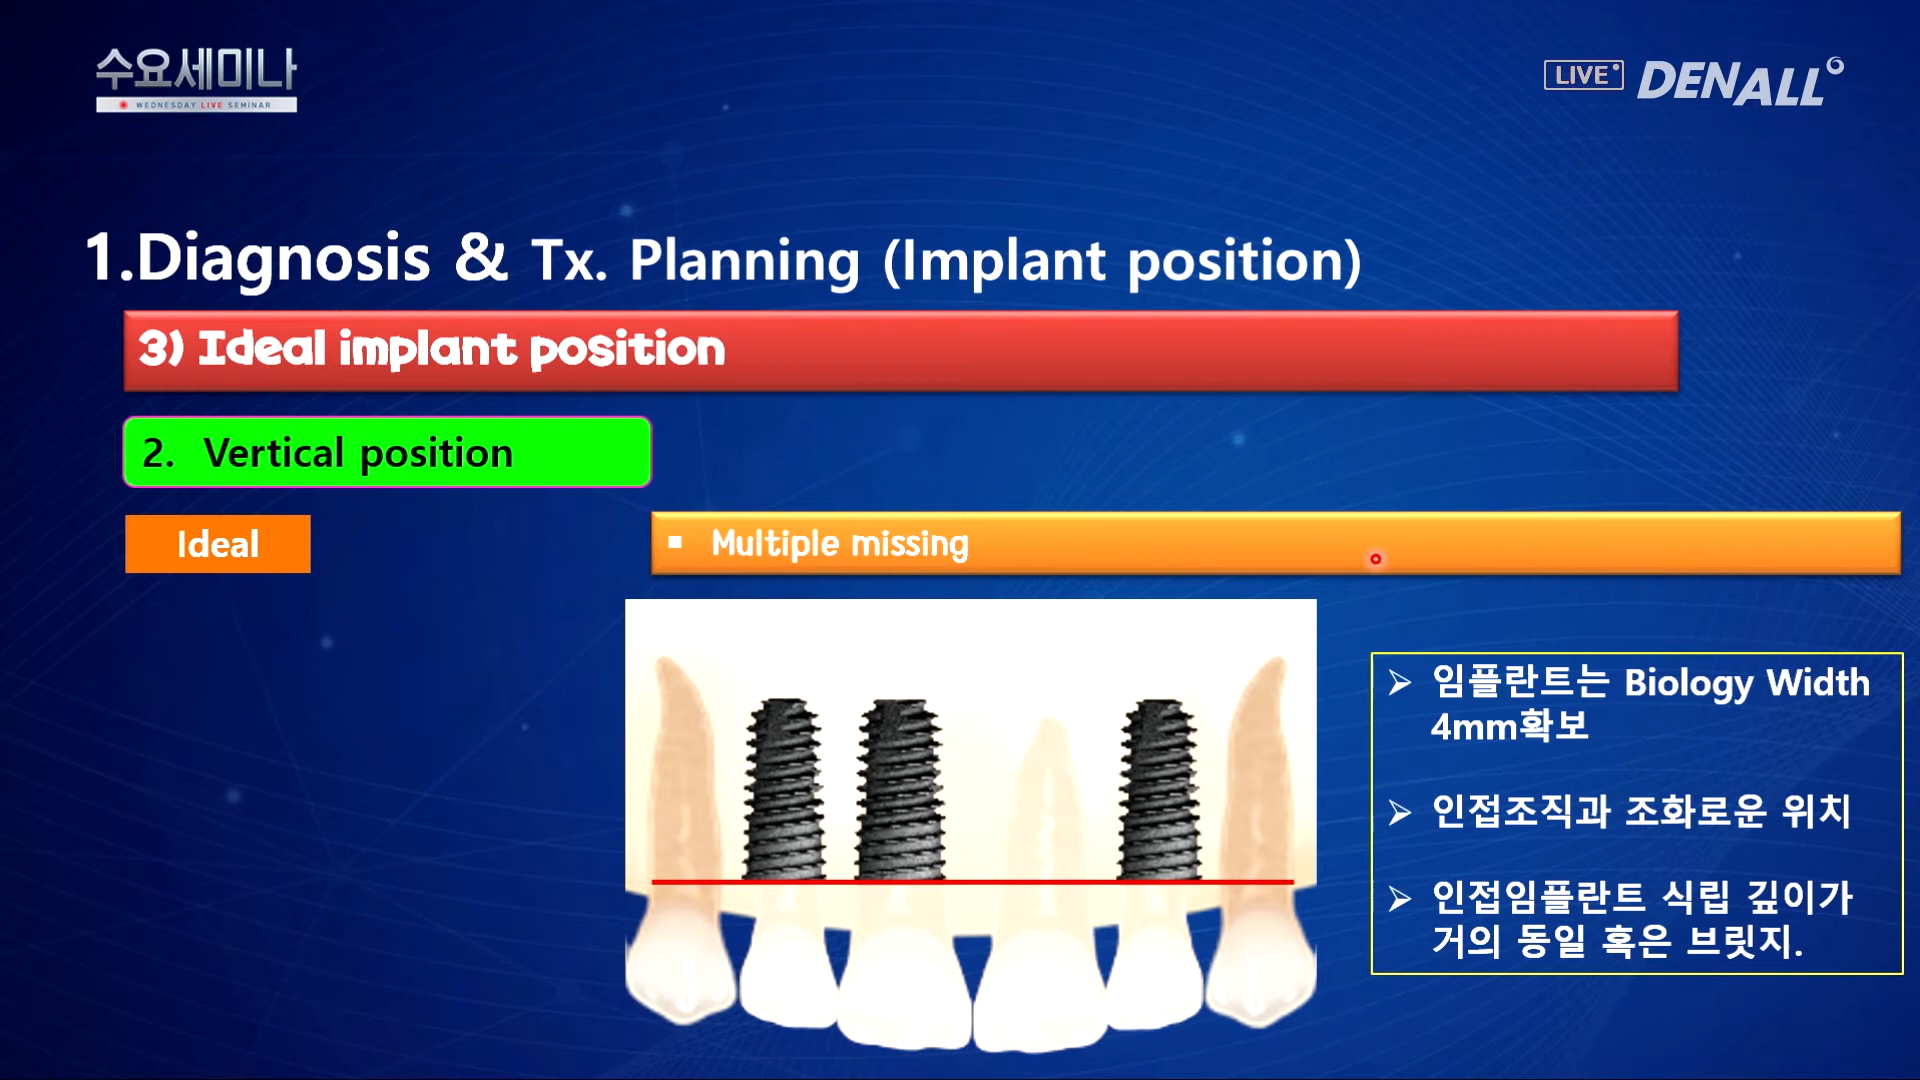 수요세미나
WEDNESDAY LIVE SEMINAR
LIVE
DENALL
1.Diagnosis & Tx. Planning (Implant position)
3) Ideal implant position
2. Vertical position
Ideal
▪ Multiple missing
➢ 임플란트는 Biology Width
4mm확보
➢ 인접조직과 조화로운 위치
➢ 인접임플란트 식립 깊이가
거의 동일 혹은 브릿지.